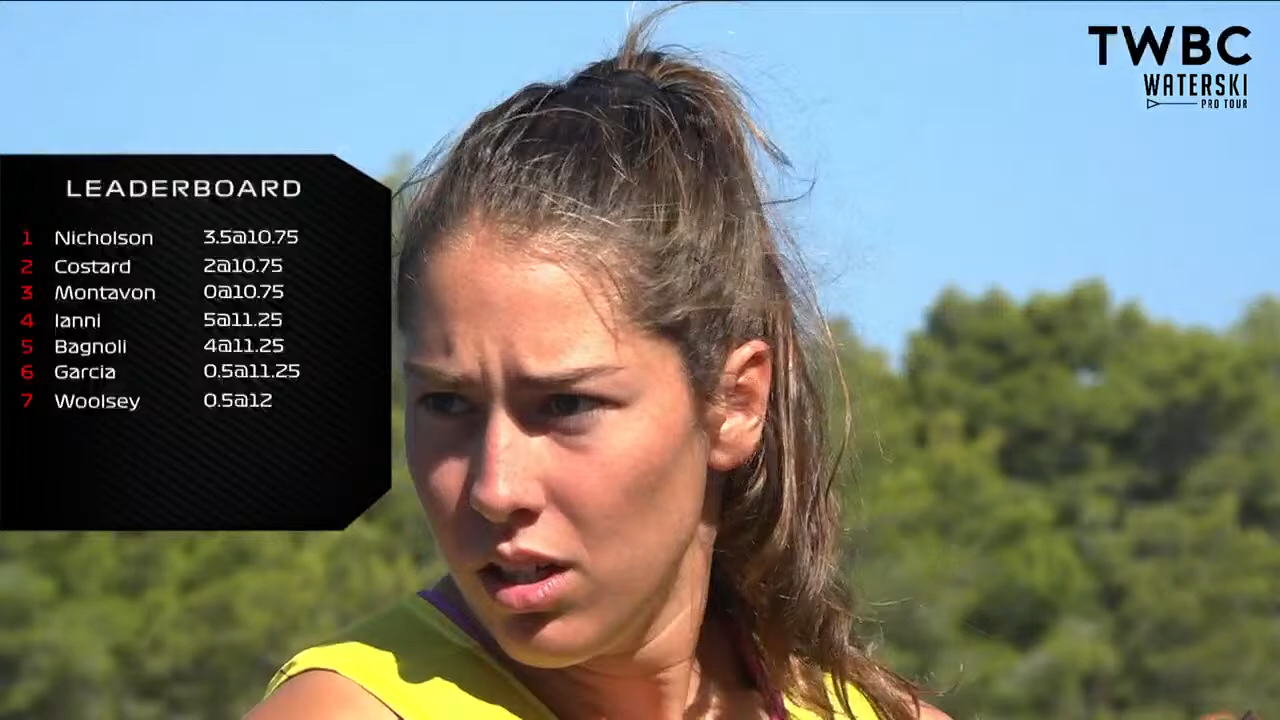 TWBC
WATERSKI
PRO TOUR
LEADERBOARD
1 Nicholson 3.5@10.75
2 Costard 2@10.75
3 Montavon 0@10.75
4 Ianni 5@11.25
5 Bagnoli 4@11.25
6 Garcia 0.5@11.25
7 Woolsey 0.5@12